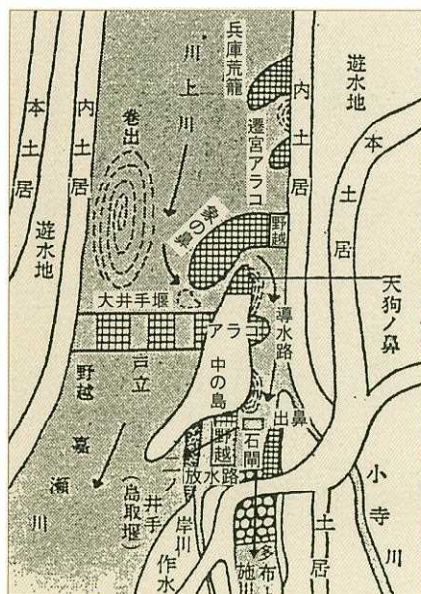 兵庫荒籠
川上川
遊水地
内土居
内土居
本土居
本土居
巻出
遷宮アラコ
遊水地
象の鼻
野越
大井手堰
天狗ノ鼻
アラコ
導水路
中の島
戸立
野越
出鼻
嘉瀬川
野越
石閘
放水路
二ノ井手
(鳥取堰)
岸川
作水
土居
小寺川
多布施川